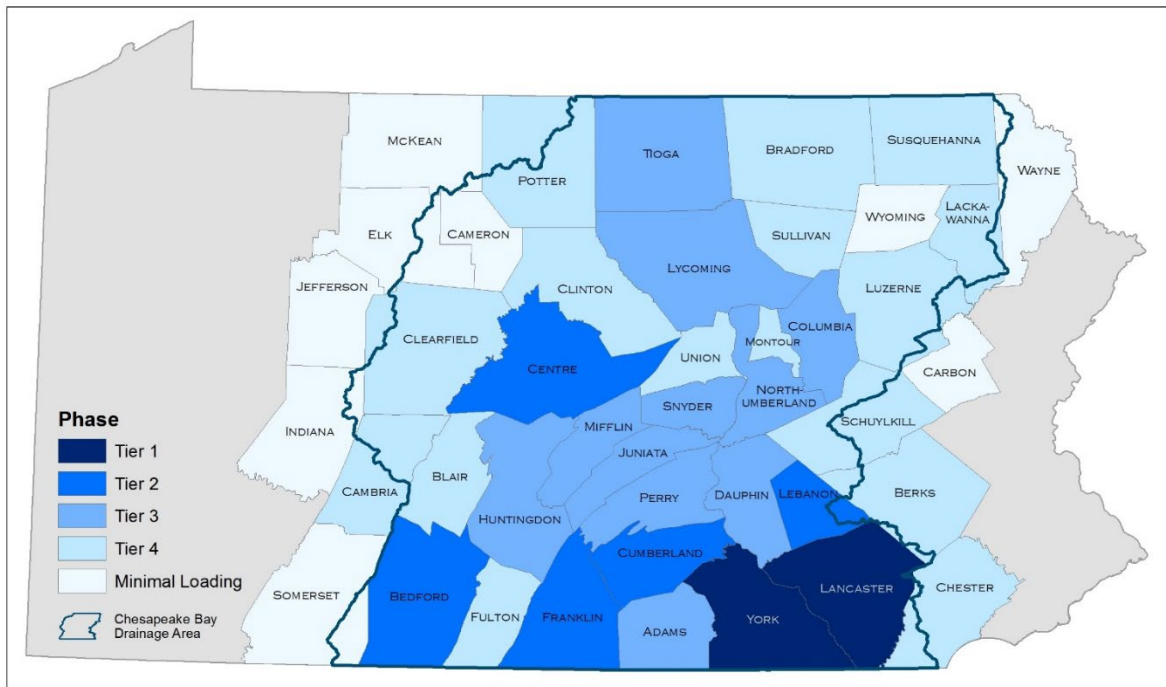 McKean
Tioga
Bradford
Susquehanna
Wayne
Potter
Lacka-
wanna
Wyoming
Elk
Cameron
Sullivan
Lycoming
Jefferson
Clinton
Luzerne
Clearfield
Columbia
Montour
Union
Centre
Carbon
North-
umberland
Snyder
Schuylkill
Mifflin
Indiana
Juniata
Blair
Cambria
Perry
Dauphin
Lebanon
Berks
Huntingdon
Cumberland
Lancaster
Chester
Somerset
Bedford
Fulton
Franklin
Adams
York
Phase
Tier 1
Tier 2
Tier 3
Tier 4
Minimal Loading
Chesapeake Bay
Drainage Area